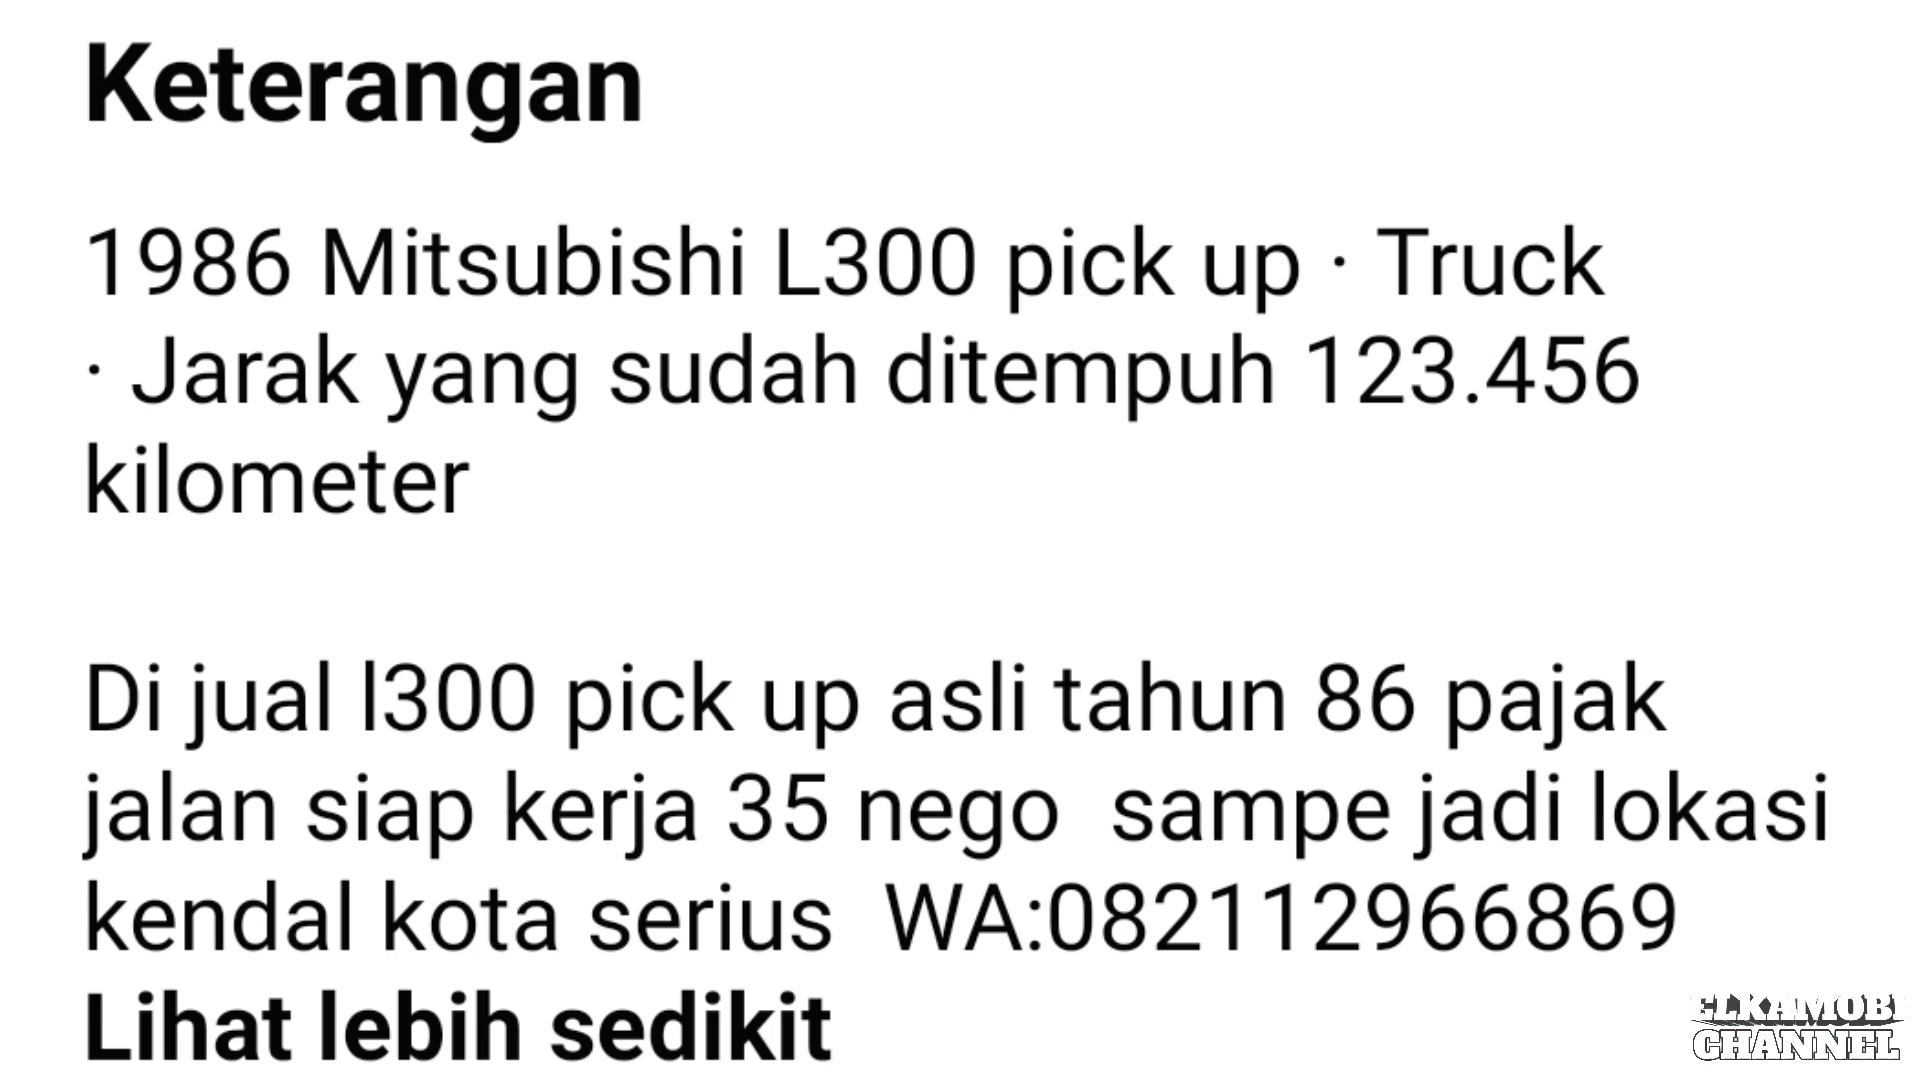 Keterangan
1986 Mitsubishi L300 pick up · Truck
· Jarak yang sudah ditempuh 123.456
kilometer
Di jual l300 pick up asli tahun 86 pajak
jalan siap kerja 35 nego  sampe jadi lokasi
kendal kota serius  WA:082112966869
Lihat lebih sedikit
ELKAMOBI
CHANNEL